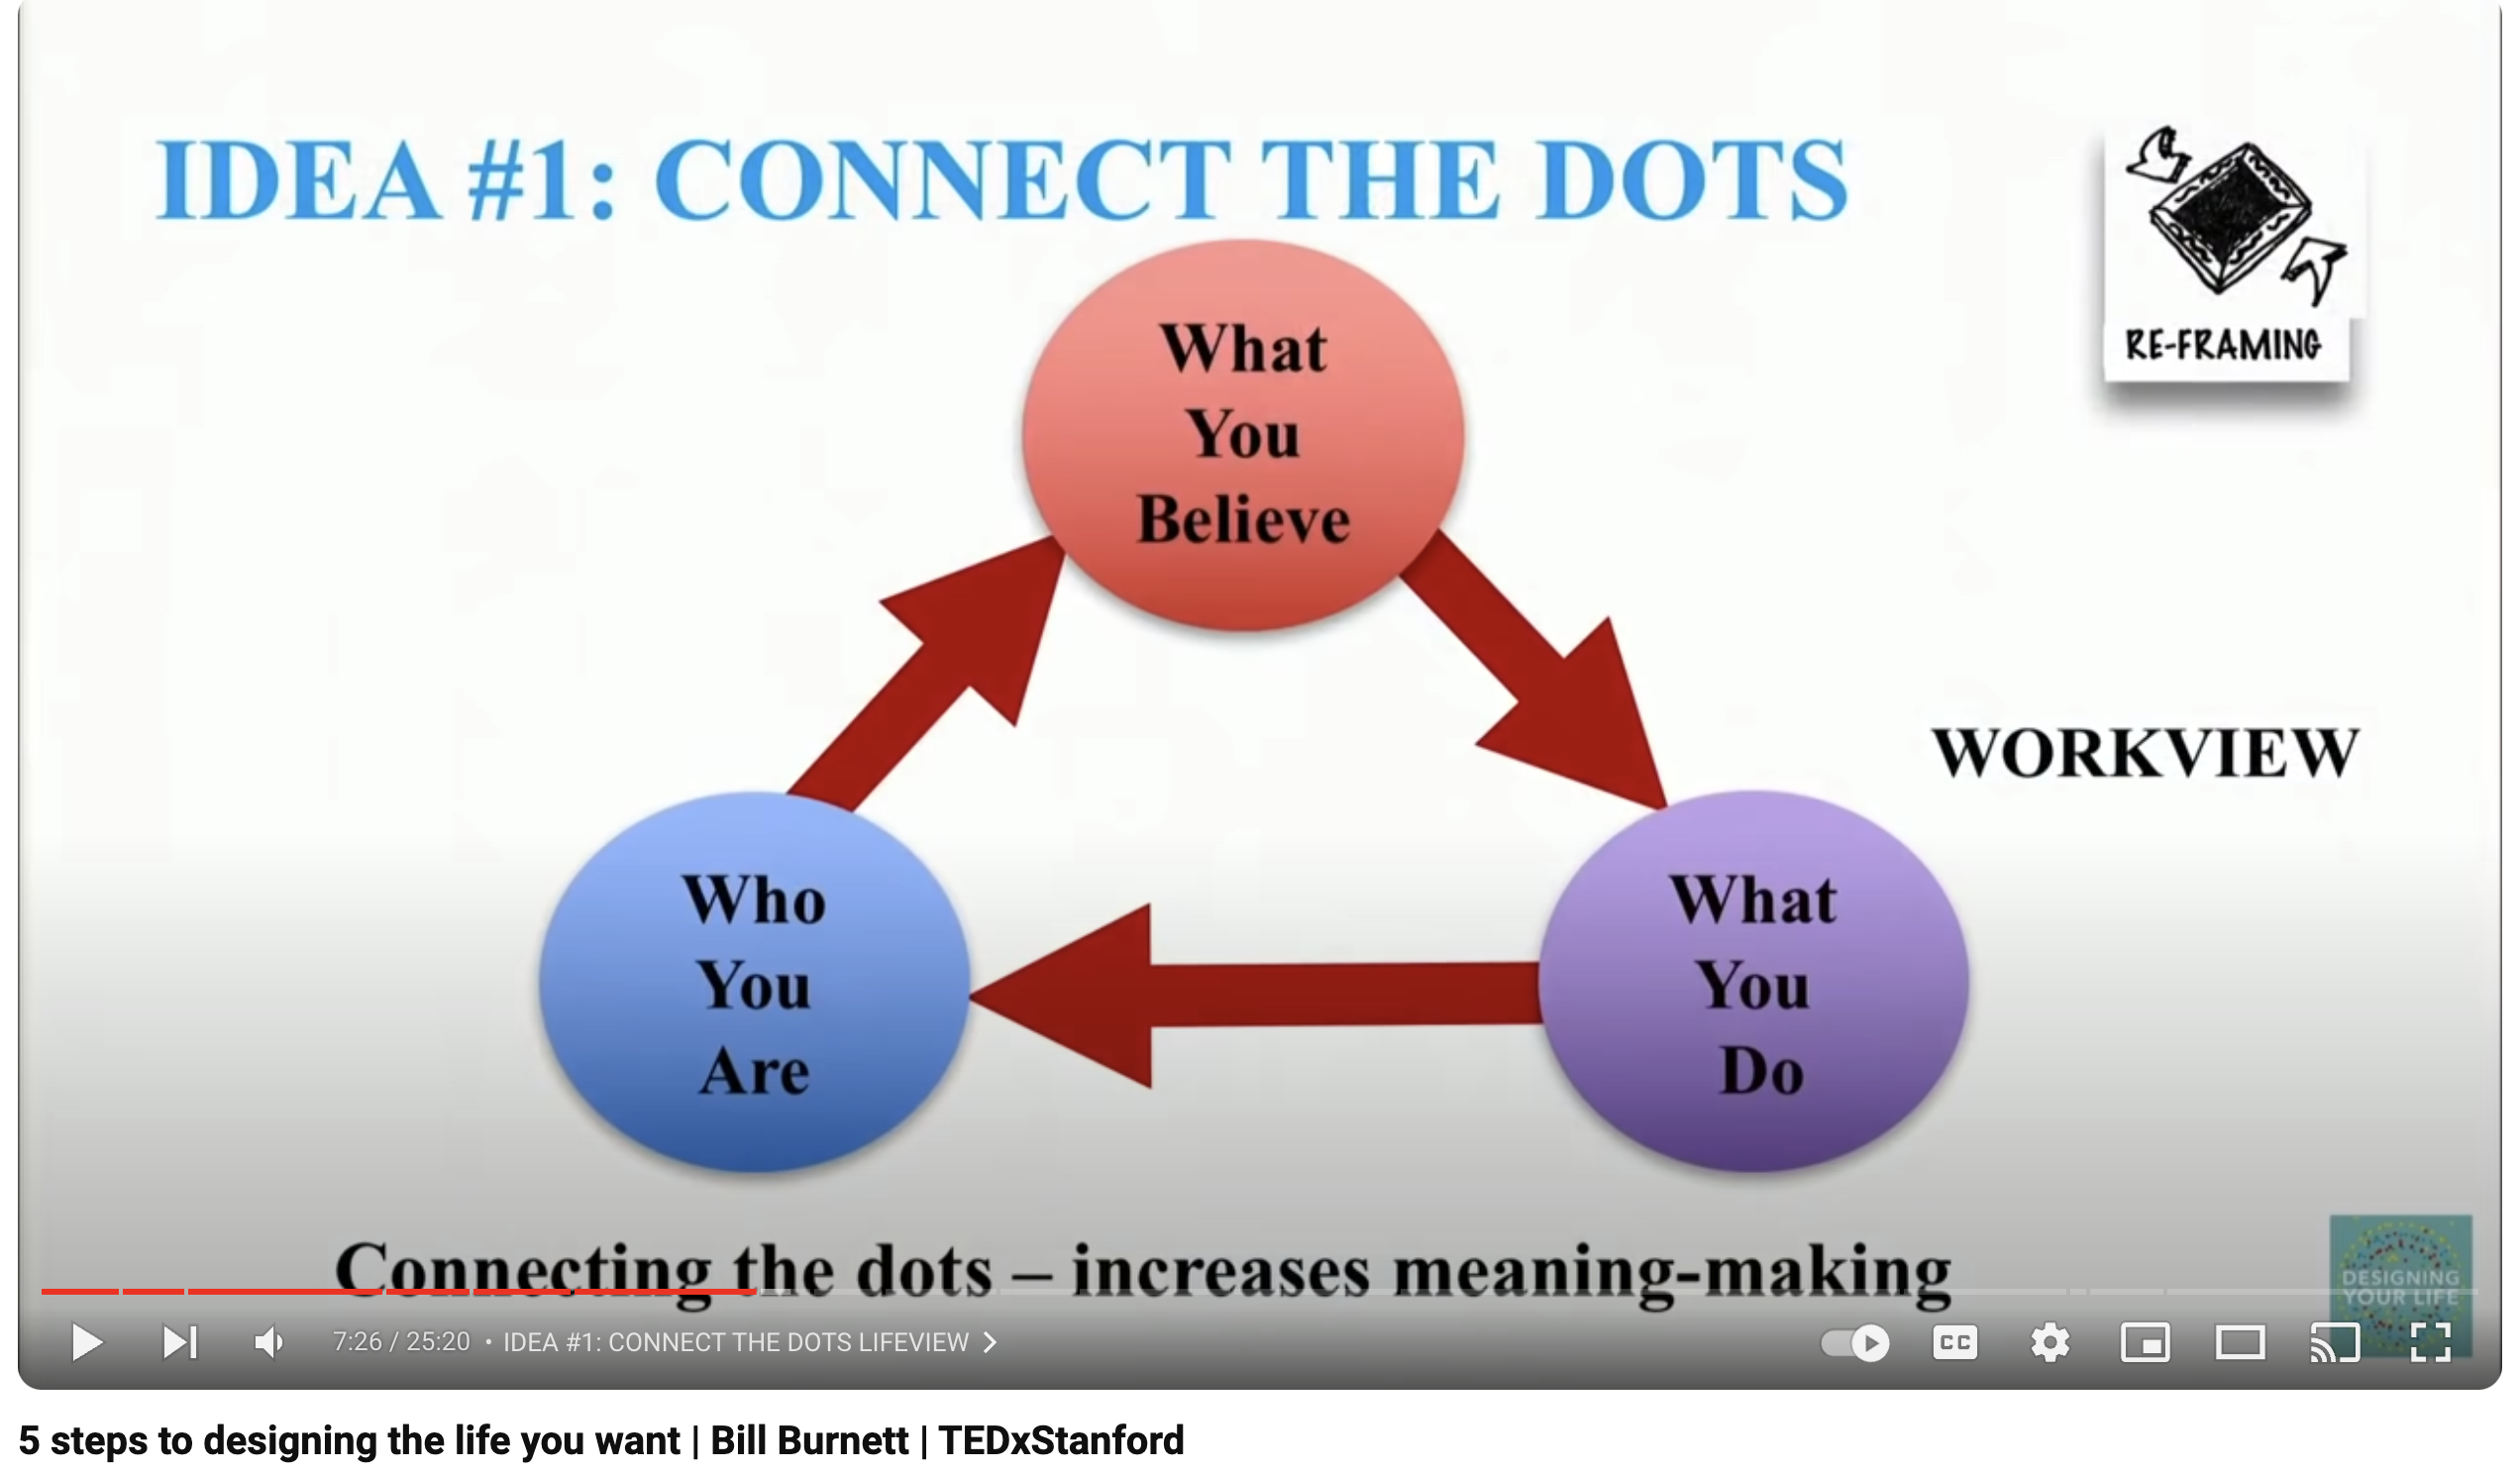 IDEA #1: CONNECT THE DOTS
RE-FRAMING
What
You
Believe
WORKVIEW
Who
You
Are
What
You
Do
Connecting the dots – increases meaning-making
DESIGNING
YOUR LIFE
7:26 / 25:20 • IDEA #1: CONNECT THE DOTS LIFEVIEW
CC
5 steps to designing the life you want | Bill Burnett | TEDxStanford